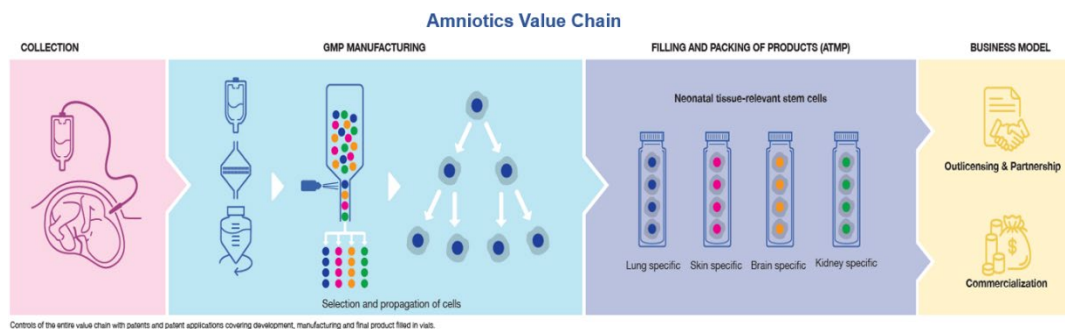 Amniotics Value Chain
COLLECTION
GMP MANUFACTURING
FILLING AND PACKING OF PRODUCTS (ATMP)
BUSINESS MODEL
Neonatal tissue-relevant stem cells
Outlicensing & Partnership
Lung specific
Skin specific
Brain specific
Kidney specific
$
Commercialization
Selection and propagation of cells
Controls of the entire value chain with patents and patent applications covering development, manufacturing and final product filled in vials.